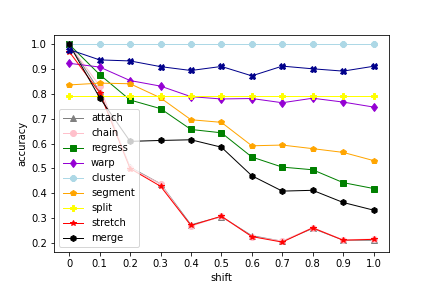 1.0
0.9
0.8
0.7
0.6
0.5
0.4
0.3
0.2
accuracy
attach
chain
regress
warp
cluster
segment
split
stretch
merge
0 0.1 0.2 0.3 0.4 0.5 0.6 0.7 0.8 0.9 1.0
shift